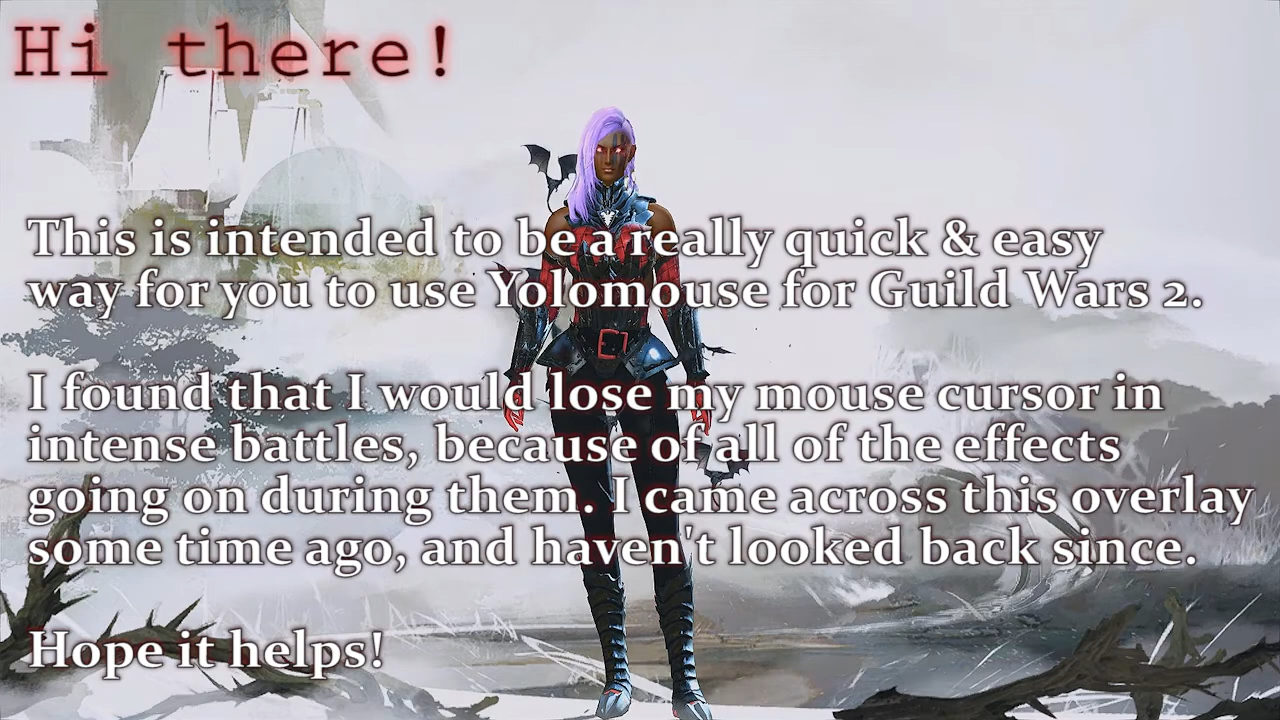 Hi there!
This is intended to be a really quick & easy
way for you to use Yolomouse for Guild Wars 2.
I found that I would lose my mouse cursor in
intense battles, because of all of the effects
going on during them. I came across this overlay
some time ago, and haven't looked back since.
Hope it helps!